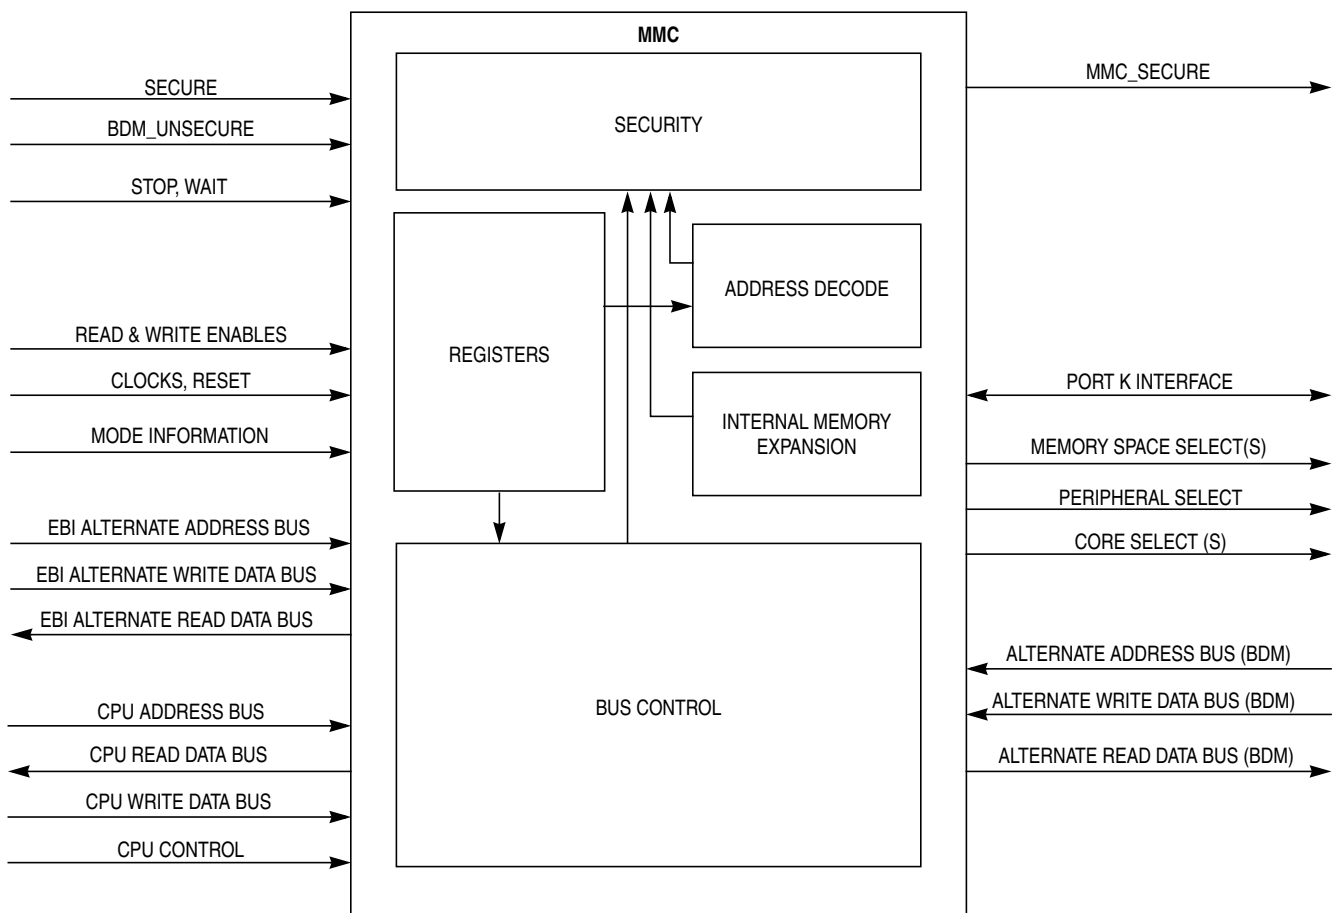 MMC
SECURE
BDM_UNSECURE
STOP, WAIT
READ & WRITE ENABLES
CLOCKS, RESET
MODE INFORMATION
EBI ALTERNATE ADDRESS BUS
EBI ALTERNATE WRITE DATA BUS
EBI ALTERNATE READ DATA BUS
CPU ADDRESS BUS
CPU READ DATA BUS
CPU WRITE DATA BUS
CPU CONTROL
SECURITY
REGISTERS
ADDRESS DECODE
INTERNAL MEMORY
EXPANSION
BUS CONTROL
MMC_SECURE
PORT K INTERFACE
MEMORY SPACE SELECT(S)
PERIPHERAL SELECT
CORE SELECT (S)
ALTERNATE ADDRESS BUS (BDM)
ALTERNATE WRITE DATA BUS (BDM)
ALTERNATE READ DATA BUS (BDM)